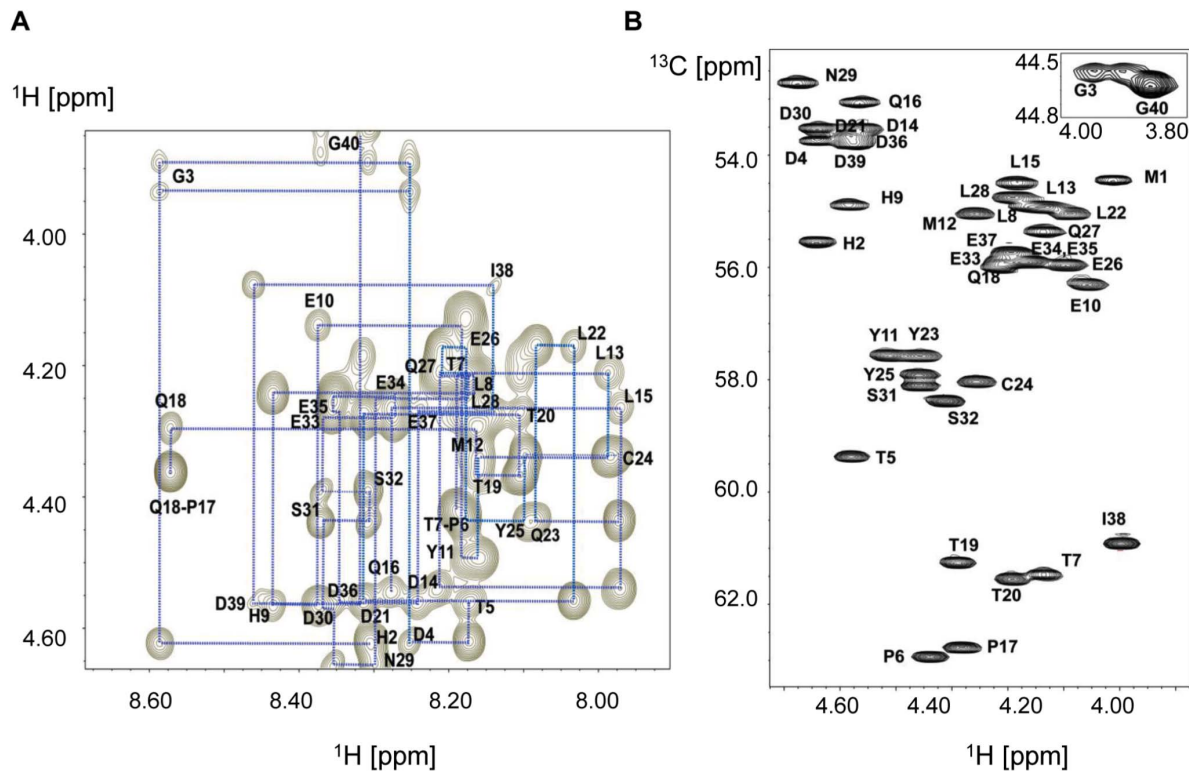 A
¹H [ppm]
G40
G3
4.00
I38
E10
E26
L22
4.20
Q27
T7
L13
Q18
E34
L8
L15
E35
L28
E33
E37
T20
M12
C24
4.40
S32
T19
S31
Q18-P17
T7-P6
Y25
Q23
Y11
Q16
D14
D36
D39
H9
T5
D30
D21
4.60
H2
D4
N29
8.60 8.40 8.20 8.00
¹H [ppm]
B
¹³C [ppm]
44.5
N29
G3
Q16
G40
D30
D21
D14
44.8
4.00 3.80
D36
54.0
D4
D39
L15
M1
L28
L13
H9
M12
L8
L22
Q27
H2
E37
E34,E35
E33
E26
56.0
Q18
E10
Y11 Y23
Y25
58.0
C24
S31
S32
T5
60.0
I38
T19
T7
T20
62.0
P17
P6
4.60 4.40 4.20 4.00
¹H [ppm]